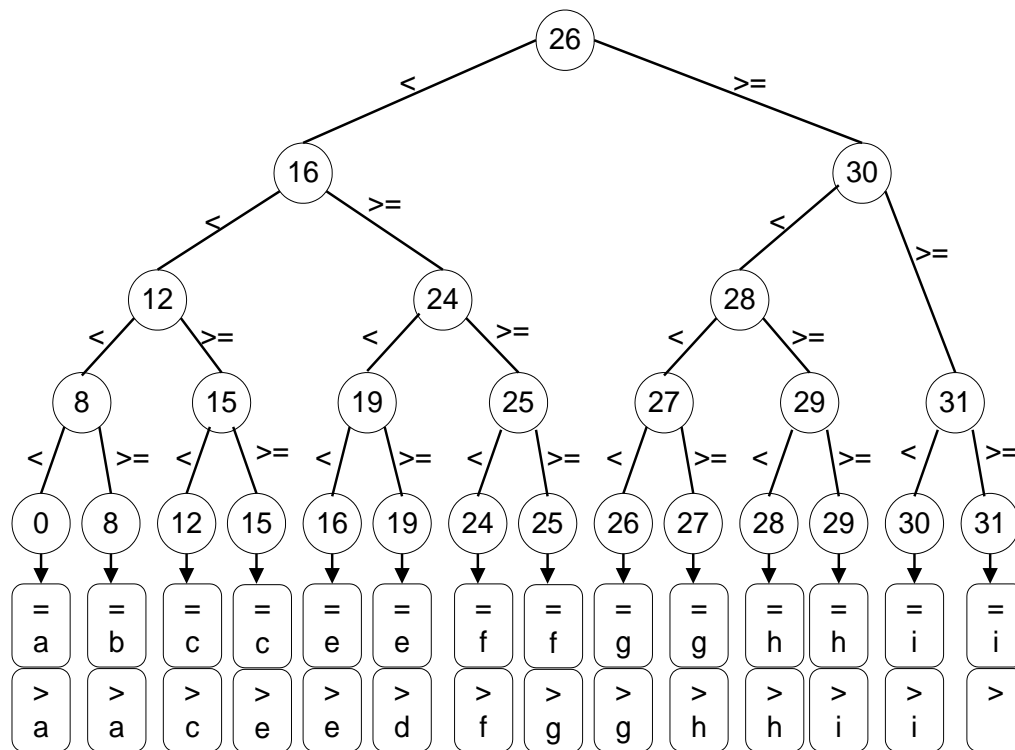 26
< >=
16 30
< >= < >=
12 24 28
< >= < >= < >=
8 15 19 25 27 29 31
< >= < >= < >= < >= < >= < >= < >=
0 8 12 15 16 19 24 25 26 27 28 29 30 31
= = = = = = = = = = = = = =
a b c c e e f f g g h h i i
> > > > > > > > > > > > > >
a a c e e d f g g h h i i